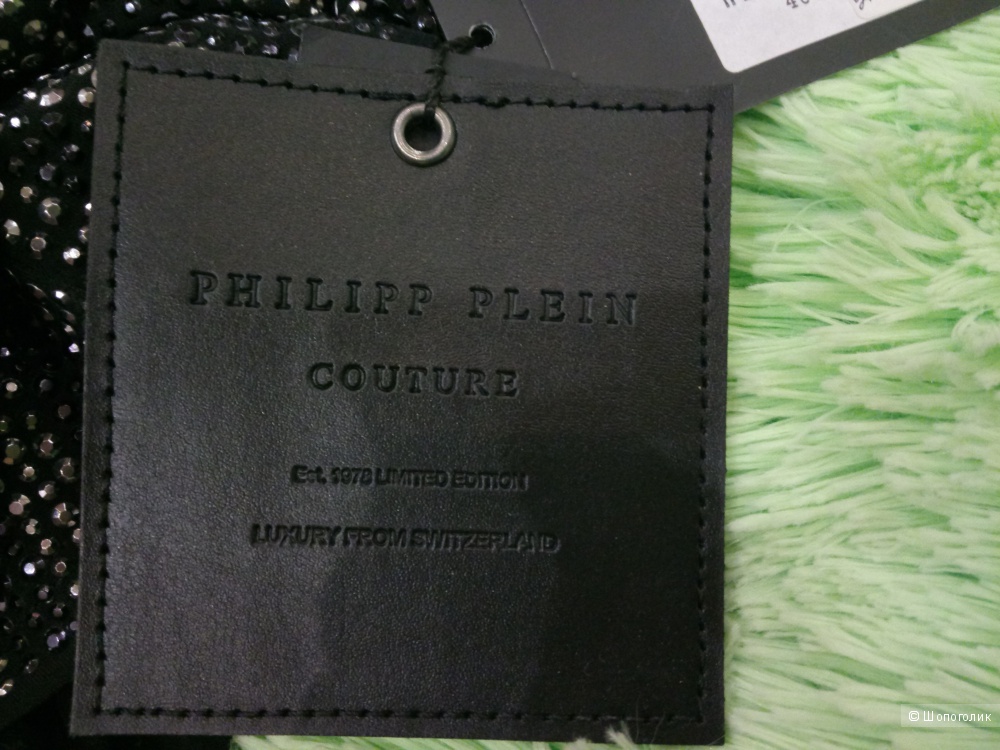 PHILIPP PLEIN
COUTURE
Est. 1978 LIMITED EDITION
LUXURY FROM SWITZERLAND
© Шопоголик